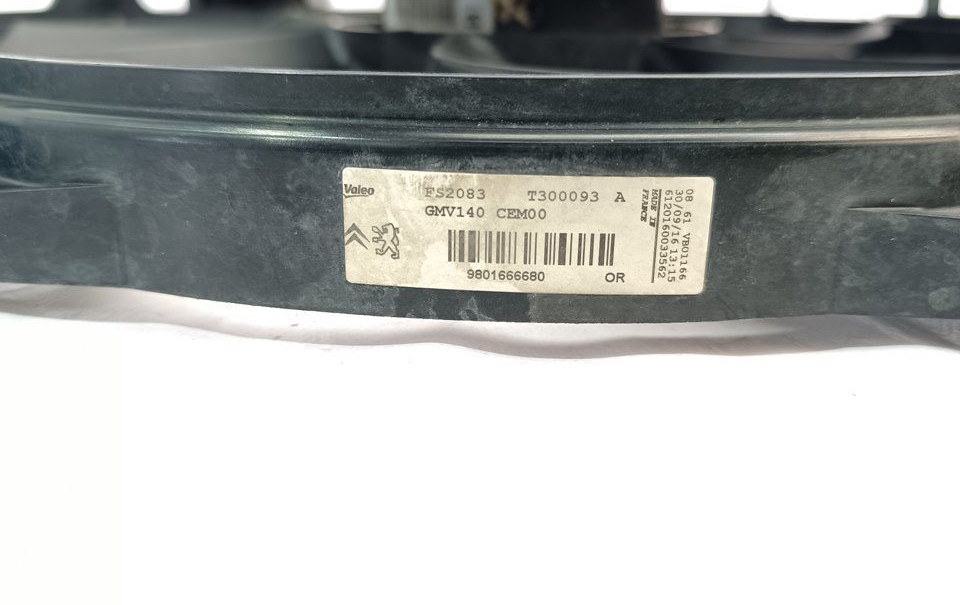 Valeo
FS2083 T300093 A
GMV140 CEM00
9801666680 OR
08 61 VB01166
30/09/16 13:15
6120160033562
MADE IN
FRANCE